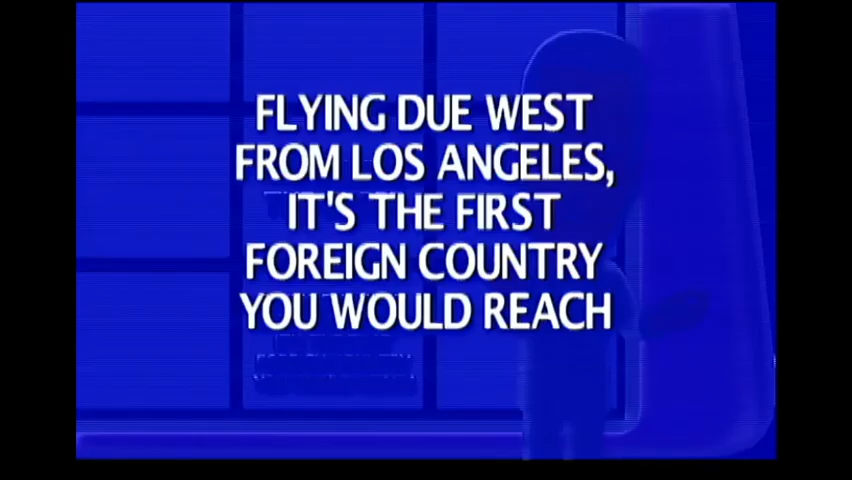 FLYING DUE WEST
FROM LOS ANGELES,
IT'S THE FIRST
FOREIGN COUNTRY
YOU WOULD REACH